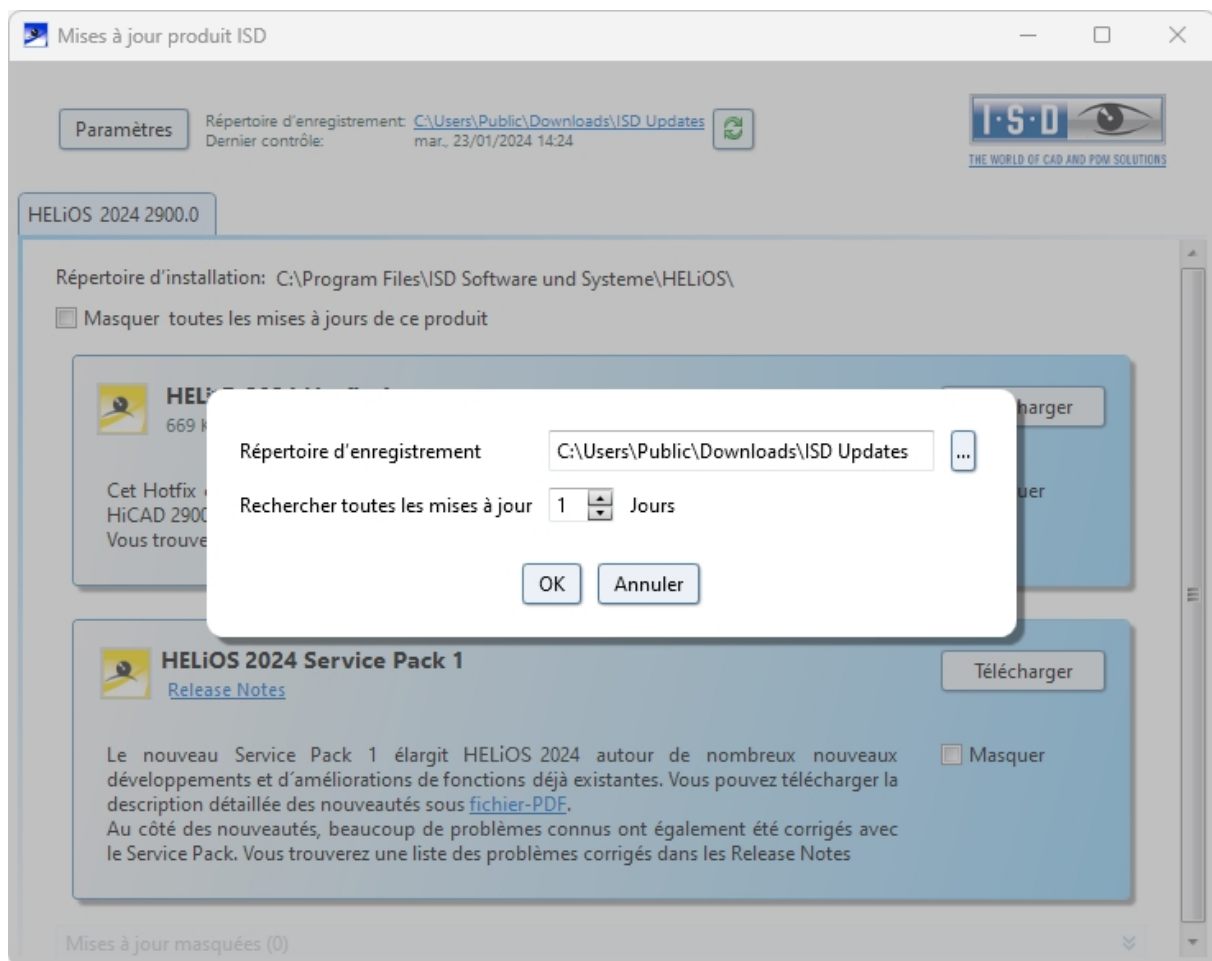 Mises à jour produit ISD
Paramètres
Répertoire d'enregistrement: C:\Users\Public\Downloads\ISD Updates
Dernier contrôle: mar., 23/01/2024 14:24
I·S·D
THE WORLD OF CAD AND PDM SOLUTIONS
HELiOS 2024 2900.0
Répertoire d'installation: C:\Program Files\ISD Software und Systeme\HELiOS\
Masquer toutes les mises à jours de ce produit
669
Cet Hotfix
HiCAD 2900
Vous trouve
Répertoire d'enregistrement C:\Users\Public\Downloads\ISD Updates ...
Rechercher toutes les mises à jour 1 Jours
OK Annuler
HELiOS 2024 Service Pack 1
Release Notes
Télécharger
Le nouveau Service Pack 1 élargit HELiOS 2024 autour de nombreux nouveaux
développements et d´améliorations de fonctions déjà existantes. Vous pouvez télécharger la
description détaillée des nouveautés sous fichier-PDF.
Au côté des nouveautés, beaucoup de problèmes connus ont également été corrigés avec
le Service Pack. Vous trouverez une liste des problèmes corrigés dans les Release Notes
Masquer
Mises à jour masquées (0)